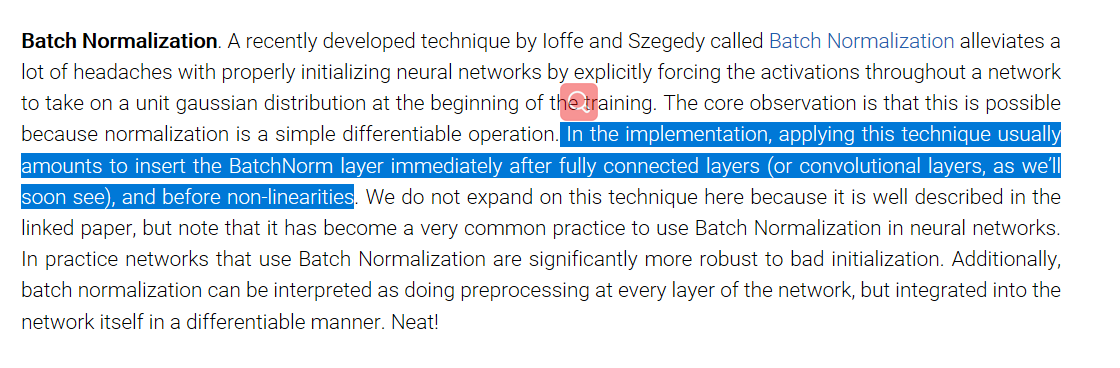 Batch Normalization. A recently developed technique by Ioffe and Szegedy called Batch Normalization alleviates a
lot of headaches with properly initializing neural networks by explicitly forcing the activations throughout a network
to take on a unit gaussian distribution at the beginning of the training. The core observation is that this is possible
because normalization is a simple differentiable operation. In the implementation, applying this technique usually
amounts to insert the BatchNorm layer immediately after fully connected layers (or convolutional layers, as we’ll
soon see), and before non-linearities. We do not expand on this technique here because it is well described in the
linked paper, but note that it has become a very common practice to use Batch Normalization in neural networks.
In practice networks that use Batch Normalization are significantly more robust to bad initialization. Additionally,
batch normalization can be interpreted as doing preprocessing at every layer of the network, but integrated into the
network itself in a differentiable manner. Neat!